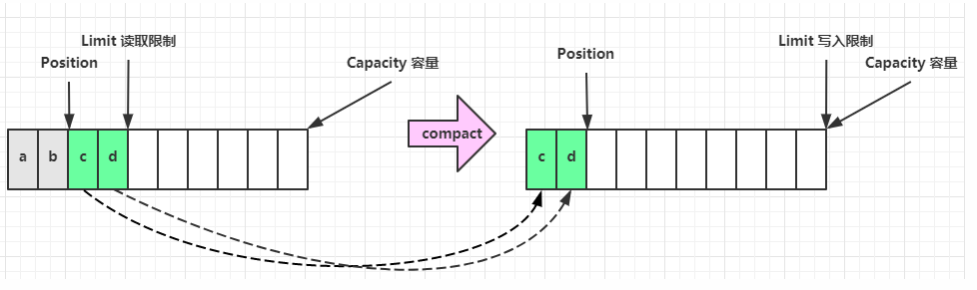 Limit 读取限制
Position
Capacity 容量
a b c d
compact
Limit 写入限制
Position
Capacity 容量
c d